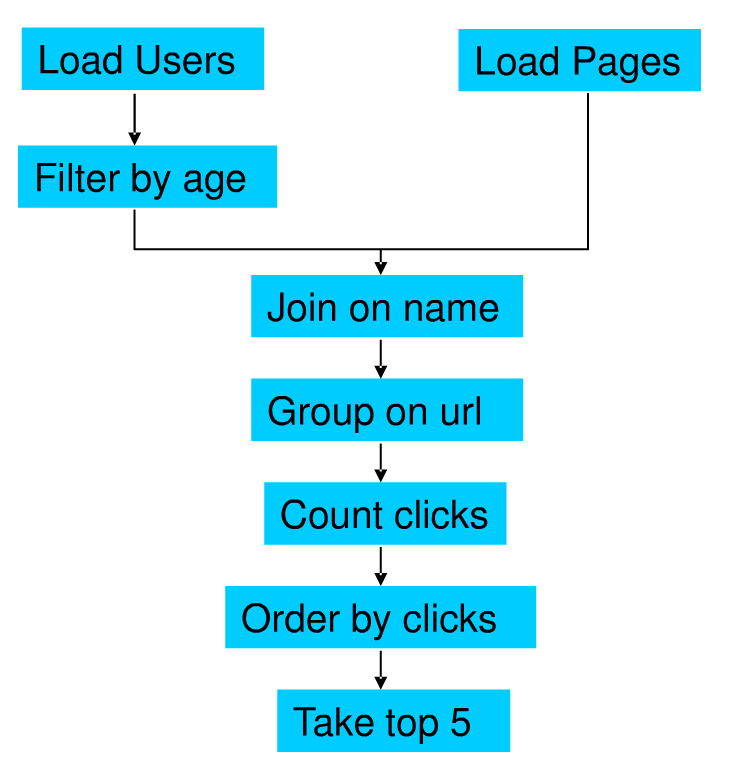 Load Users
Load Pages
Filter by age
Join on name
Group on url
Count clicks
Order by clicks
Take top 5